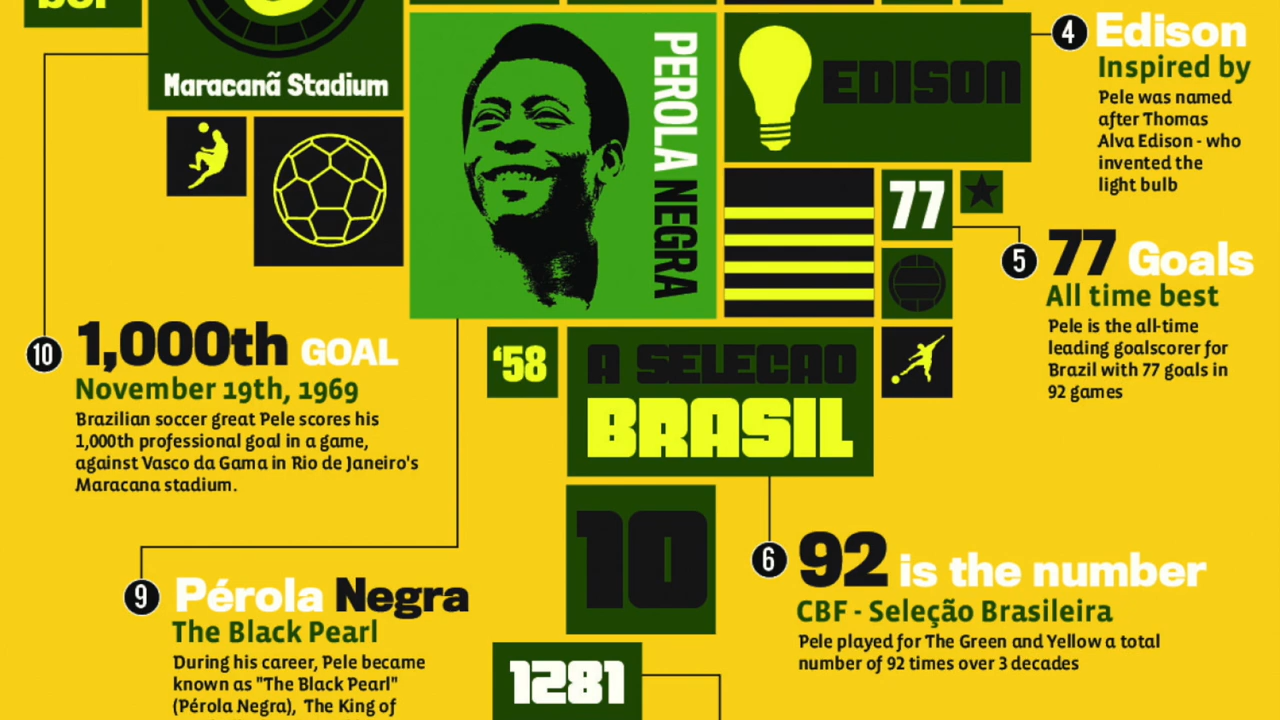 Maracanã Stadium
PEROLA NEGRA
EDISON
4 Edison
Inspired by
Pele was named
after Thomas
Alva Edison - who
invented the
light bulb
77
5 77 Goals
All time best
Pele is the all-time
leading goalscorer for
Brazil with 77 goals in
92 games
10 1,000th GOAL
November 19th, 1969
Brazilian soccer great Pele scores his
1,000th professional goal in a game,
against Vasco da Gama in Rio de Janeiro's
Maracana stadium.
'58
A SELECAO
BRASIL
10
6 92 is the number
CBF - Seleção Brasileira
Pele played for The Green and Yellow a total
number of 92 times over 3 decades
9 Pérola Negra
The Black Pearl
During his career, Pele became
known as "The Black Pearl"
(Pérola Negra), The King of
1281